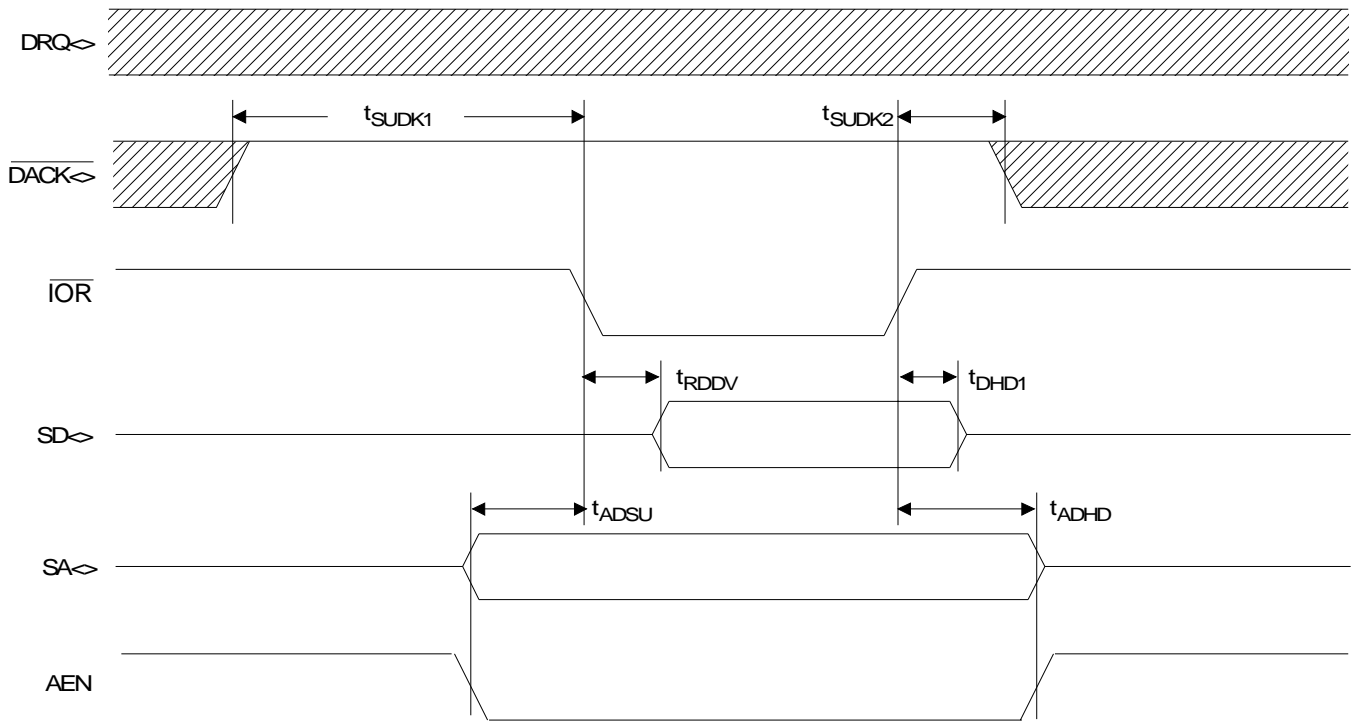 DRQ<>
tSUDK1
tSUDK2
DACK<>
IOR
tRDDV
tDHD1
SD<>
tADSU
tADHD
SA<>
AEN